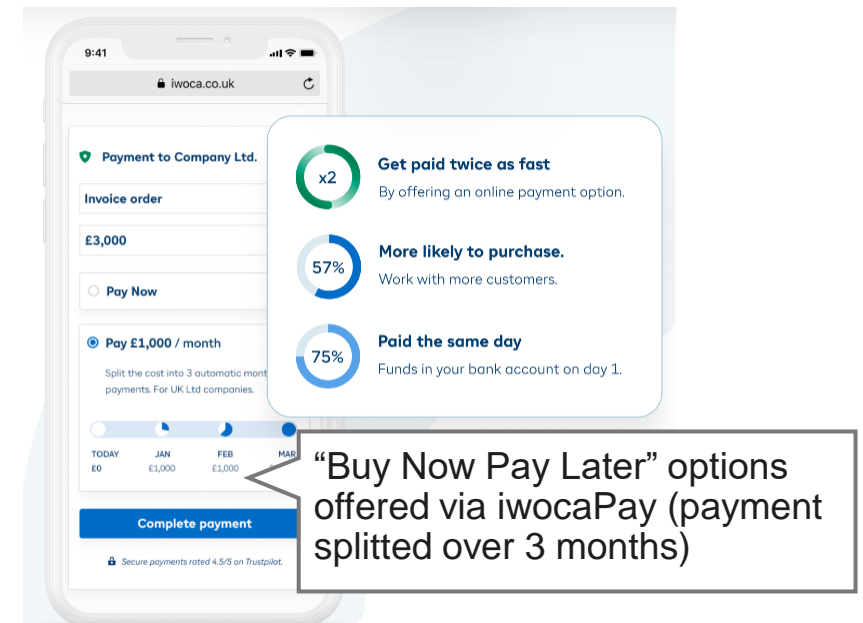 9:41
iwoca.co.uk
Payment to Company Ltd.
Invoice order
£3,000
Pay Now
Pay £1,000 / month
Split the cost into 3 automatic mont
payments. For UK Ltd companies.
TODAY JAN FEB MAR
£0 £1,000 £1,000
Complete payment
Secure payments rated 4.5/5 on Trustpilot.
x2
Get paid twice as fast
By offering an online payment option.
57%
More likely to purchase.
Work with more customers.
75%
Paid the same day
Funds in your bank account on day 1.
“Buy Now Pay Later” options
offered via iwocaPay (payment
splitted over 3 months)